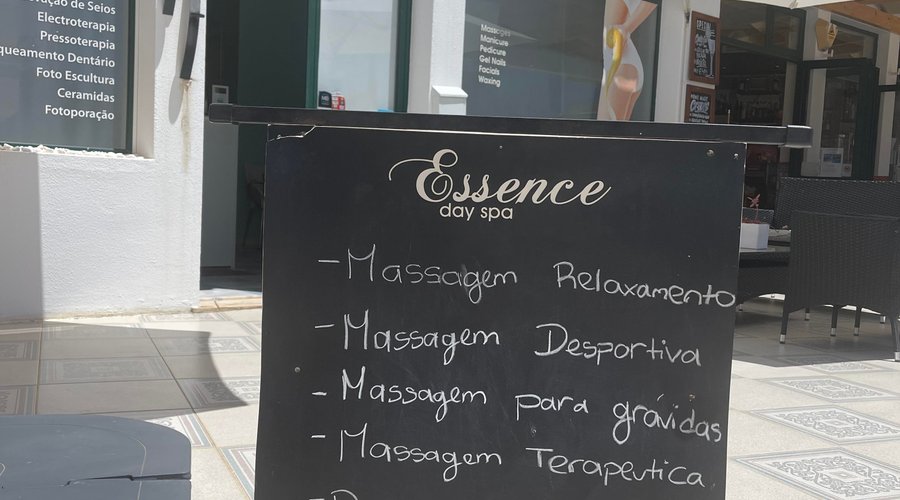 de Seios
Electroterapia
Pressoterapia
queamento Dentário
Foto Escultura
Ceramidas
Fotoporação
Massages
Manicure
Pedicure
Gel Nails
Facials
Waxing
Essence
day spa
- Massagem Relaxamento
- Massagem Desportiva
- Massagem para grávidas
- Massagem Terapeutica